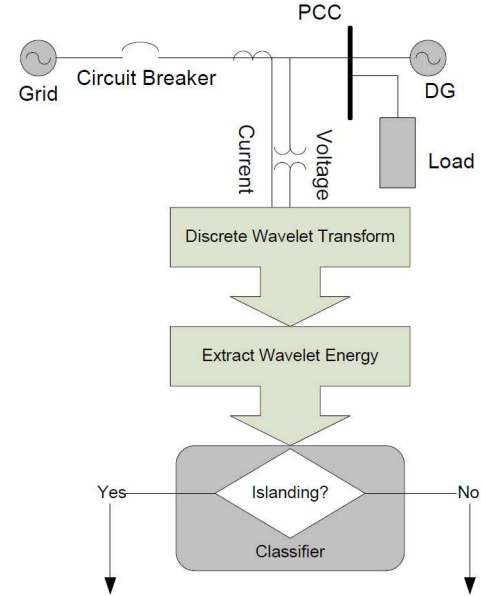 PCC
Grid
Circuit Breaker
DG
Current
Voltage
Load
Discrete Wavelet Transform
Extract Wavelet Energy
Yes
Islanding?
No
Classifier